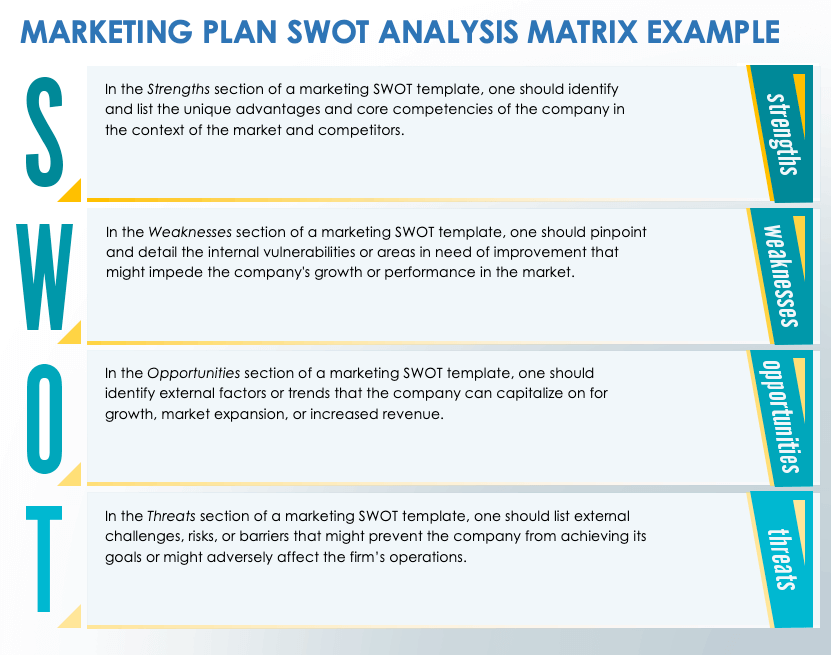 MARKETING PLAN SWOT ANALYSIS MATRIX EXAMPLE
S
In the Strengths section of a marketing SWOT template, one should identify
and list the unique advantages and core competencies of the company in
the context of the market and competitors.
strengths
W
In the Weaknesses section of a marketing SWOT template, one should pinpoint
and detail the internal vulnerabilities or areas in need of improvement that
might impede the company's growth or performance in the market.
weaknesses
O
In the Opportunities section of a marketing SWOT template, one should
identify external factors or trends that the company can capitalize on for
growth, market expansion, or increased revenue.
opportunities
T
In the Threats section of a marketing SWOT template, one should list external
challenges, risks, or barriers that might prevent the company from achieving its
goals or might adversely affect the firm’s operations.
threats